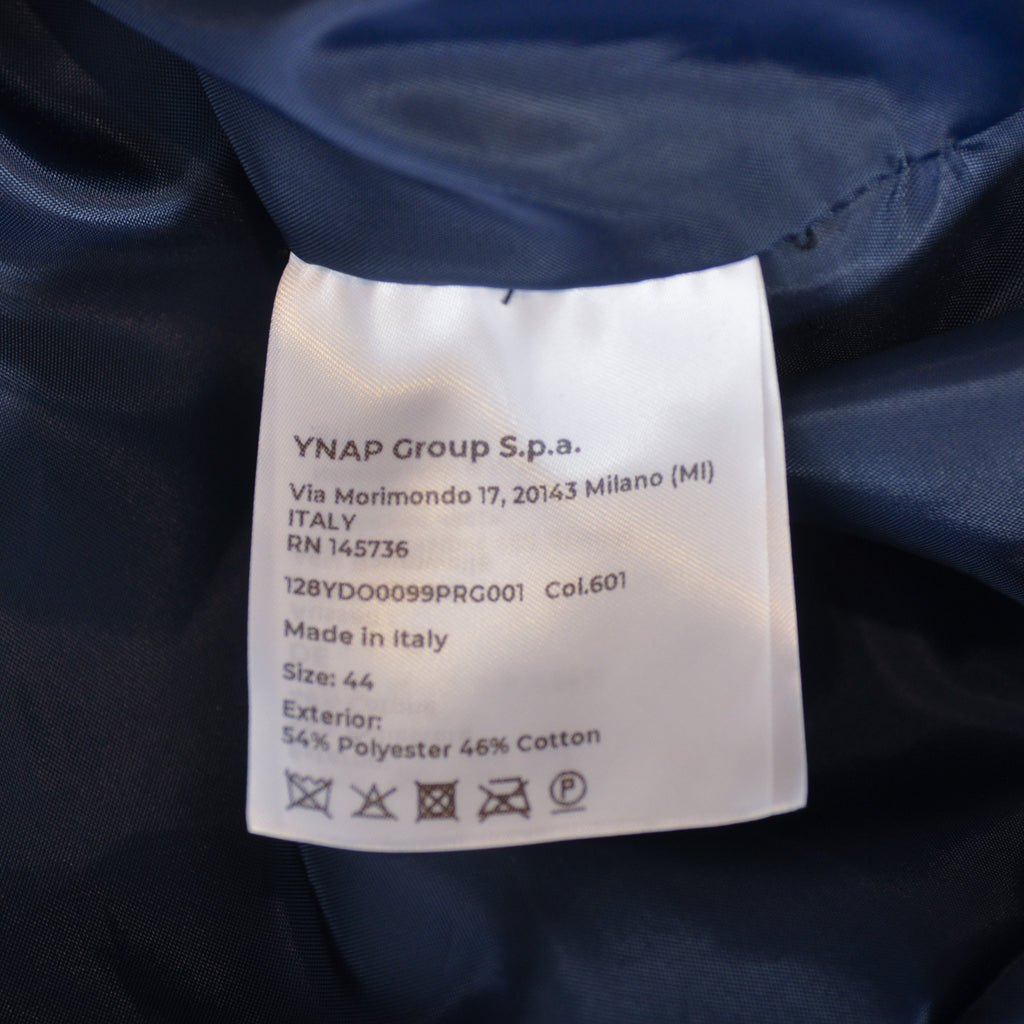 YNAP Group S.p.a.
Via Morimondo 17, 20143 Milano (MI)
ITALY
RN 145736
128YDO0099PRG001 Col.601
Made in Italy
Size: 44
Exterior:
54% Polyester 46% Cotton
P